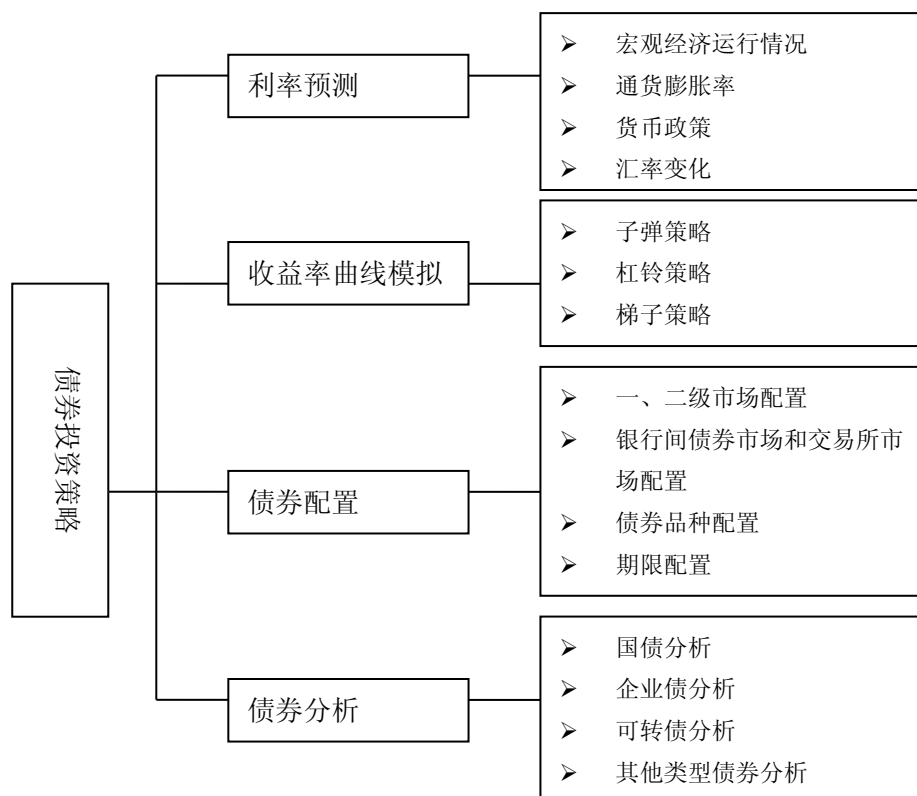 债券投资策略
利率预测
➢ 宏观经济运行情况
➢ 通货膨胀率
➢ 货币政策
➢ 汇率变化
收益率曲线模拟
➢ 子弹策略
➢ 杠铃策略
➢ 梯子策略
债券配置
➢ 一、二级市场配置
➢ 银行间债券市场和交易所市
场配置
➢ 债券品种配置
➢ 期限配置
债券分析
➢ 国债分析
➢ 企业债分析
➢ 可转债分析
➢ 其他类型债券分析